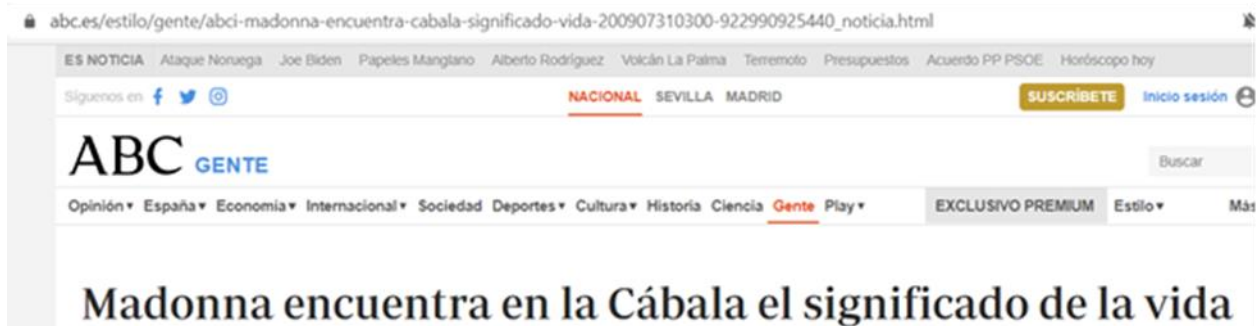 abc.es/estilo/gente/abci-madonna-encuentra-cabala-significado-vida-200907310300-922990925440_noticia.html
ES NOTICIA Ataque Noruega Joe Biden Papeles Manglano Alberto Rodríguez Volcán La Palma Terremoto Presupuestos Acuerdo PP PSOE Horóscopo hoy
Síguenos en NACIONAL SEVILLA MADRID SUSCRÍBETE Inicio sesión
ABC GENTE Buscar
Opinión España Economía Internacional Sociedad Deportes Cultura Historia Ciencia Gente Play EXCLUSIVO PREMIUM Estilo Más
Madonna encuentra en la Cábala el significado de la vida